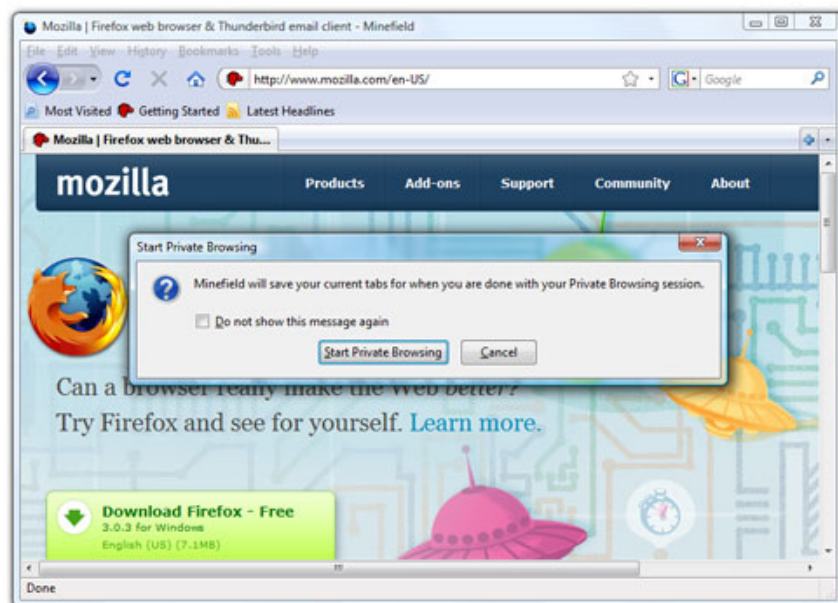 Mozilla | Firefox web browser & Thunderbird email client - Minefield
File Edit View History Bookmarks Tools Help
http://www.mozilla.com/en-US/ G Google
Most Visited Getting Started Latest Headlines
Mozilla | Firefox web browser & Thu...
mozilla Products Add-ons Support Community About
Start Private Browsing
Minefield will save your current tabs for when you are done with your Private Browsing session.
Do not show this message again
Start Private Browsing Cancel
Can a browser really make the Web better?
Try Firefox and see for yourself. Learn more.
Download Firefox - Free
3.0.3 for Windows
English (US) (7.1MB)
Done